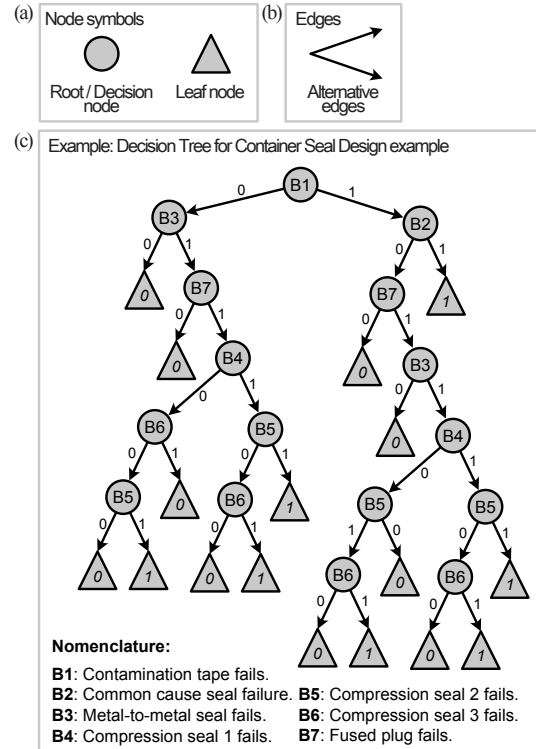 (a)
Node symbols
Root / Decision
node
Leaf node
(b)
Edges
Alternative
edges
(c)
Example: Decision Tree for Container Seal Design example
B1
0 1
B3 B2
0 1 0 1
0 B7 B7 1
0 1 0 1
0 B4 0 B3
0 1 0 1
B6 B5 0 B4
0 1 0 1 0 1
B5 0 B6 1 B5 B5
0 1 0 1 1 0 0 1
0 1 0 1 B6 0 B6 1
0 1 0 1
0 1 0 1
Nomenclature:
B1: Contamination tape fails.
B2: Common cause seal failure. B5: Compression seal 2 fails.
B3: Metal-to-metal seal fails. B6: Compression seal 3 fails.
B4: Compression seal 1 fails. B7: Fused plug fails.